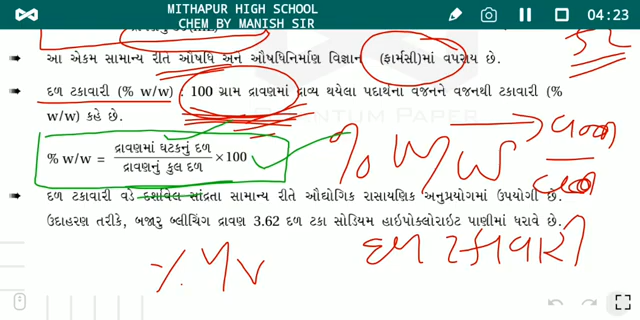 MITHAPUR HIGH SCHOOL
CHEM BY MANISH SIR
04:23
આ એકમ સામાન્ય રીતે ઔષધિ અને ઔષધિનિર્માણ વિજ્ઞાન (ફાર્મસી)માં વપરાય છે.
દળ ટકાવારી (% w/w) : 100 ગ્રામ દ્રાવણમાં દ્રાવ્ય થયેલા પદાર્થના વજનને વજનથી ટકાવારી (%
w/w) કહે છે.
% w/w = દ્રાવણમાં ઘટકનું દળ
દ્રાવણનું કુલ દળ × 100
% W/W વજન
વજન
દળ ટકાવારી વડે દર્શાવેલ સાંદ્રતા સામાન્ય રીતે ઔદ્યોગિક રાસાયણિક અનુપ્રયોગમાં ઉપયોગી છે.
ઉદાહરણ તરીકે, બજારુ બ્લીચિંગ દ્રાવણ 3.62 દળ ટકા સોડિયમ હાઇપોક્લોરાઇટ પાણીમાં ધરાવે છે.
દળ ટકાવારી
% V/V